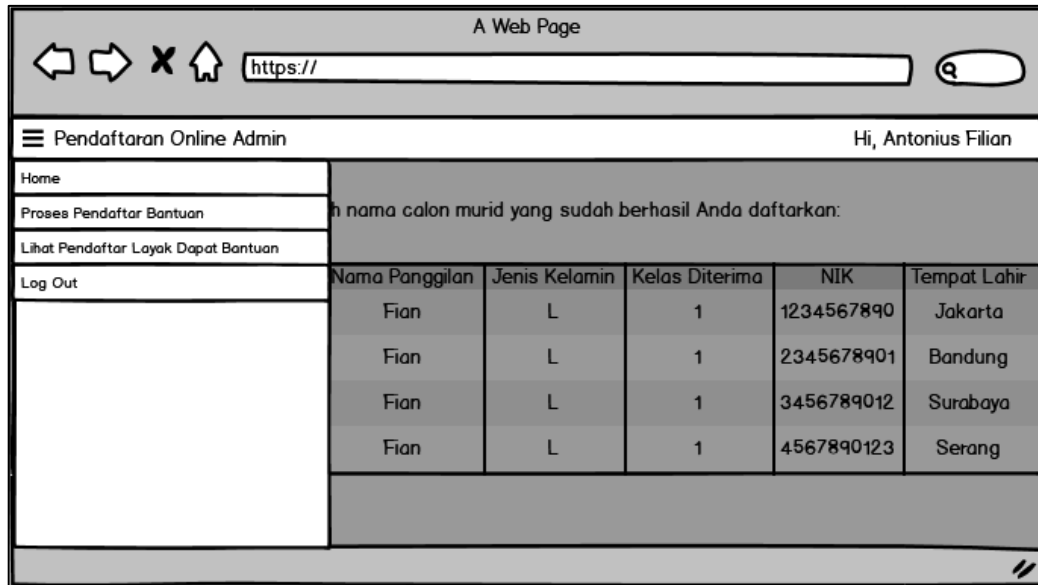 A Web Page
https://
Pendaftaran Online Admin
Hi, Antonius Filian
Home
Proses Pendaftar Bantuan
Lihat Pendaftar Layak Dapat Bantuan
Log Out
h nama calon murid yang sudah berhasil Anda daftarkan:
Nama Panggilan Jenis Kelamin Kelas Diterima NIK Tempat Lahir
Fian L 1 1234567890 Jakarta
Fian L 1 2345678901 Bandung
Fian L 1 3456789012 Surabaya
Fian L 1 4567890123 Serang